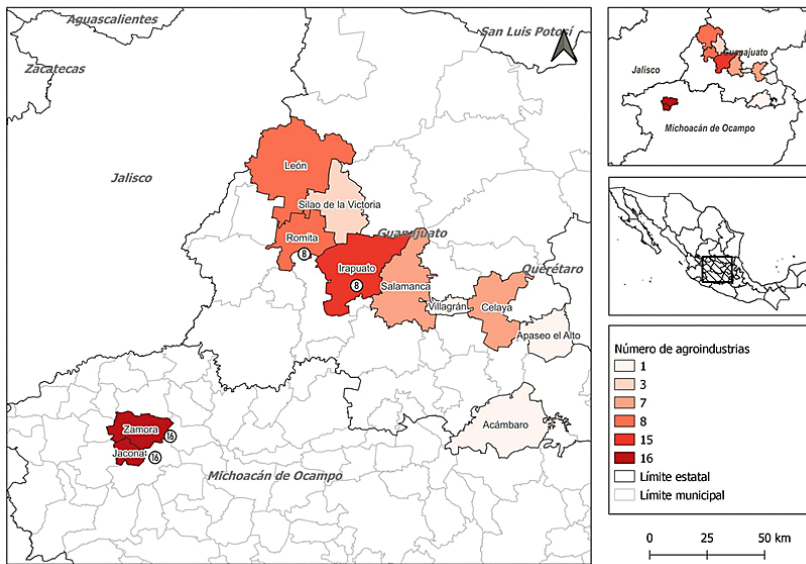 Aguascalientes
San Luis Potosí
Zacatecas
Jalisco
León
Silao de la Victoria
Guanajuato
Romita
8
Irapuato
8
Salamanca
Querétaro
Villagrán
Celaya
Apaseo el Alto
Zamora
16
Jacona
16
Acámbaro
Michoacán de Ocampo
Guanajuato
Jalisco
Michoacán de Ocampo
Número de agroindustrias
1
3
7
8
15
16
Límite estatal
Límite municipal
0 25 50 km